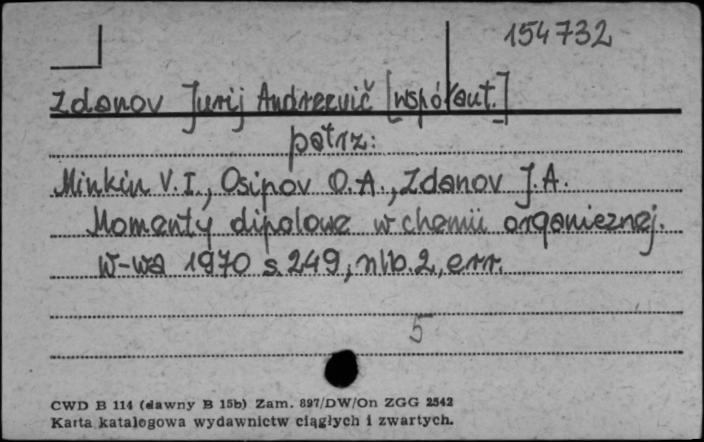 154732
Zdanov Jurij Andreevič [współaut.]
patrz:
Minkin V. I., Osipov O. A., Zdanov J. A.
Momenty dipolowe w chemii organicznej.
W-wa 1970 s. 249, nlb. 2, err.
5
CWD B 114 (dawny B 15b) Zam. 897/DW/On ZGG 2542
Karta katalogowa wydawnictw ciągłych i zwartych.